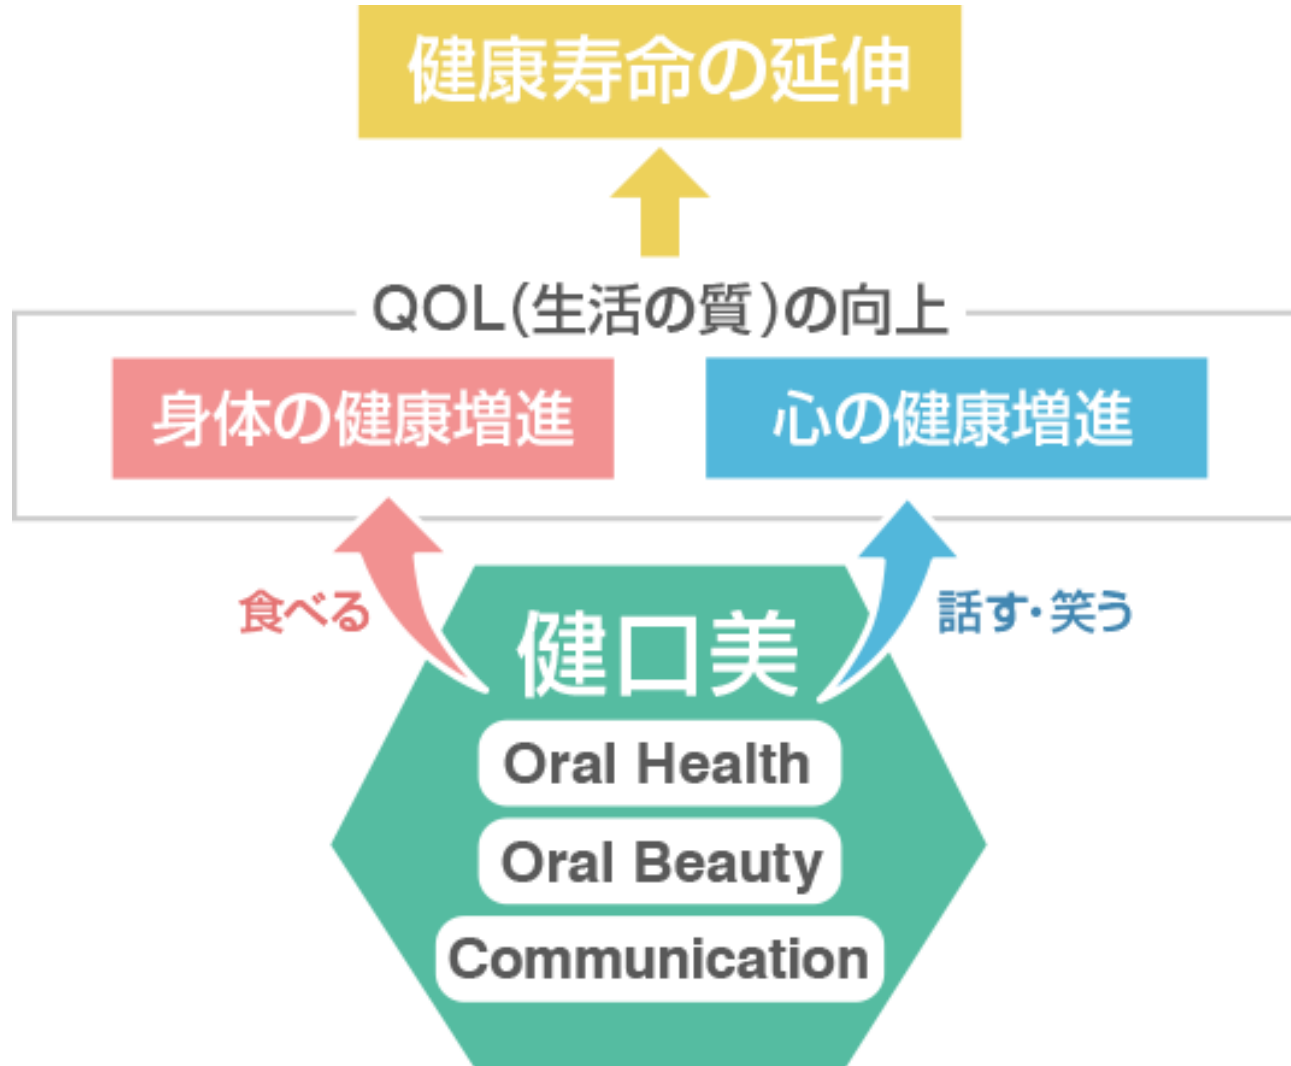 健康寿命の延伸
QOL(生活の質)の向上
身体の健康増進
心の健康増進
食べる
話す・笑う
健口美
Oral Health
Oral Beauty
Communication